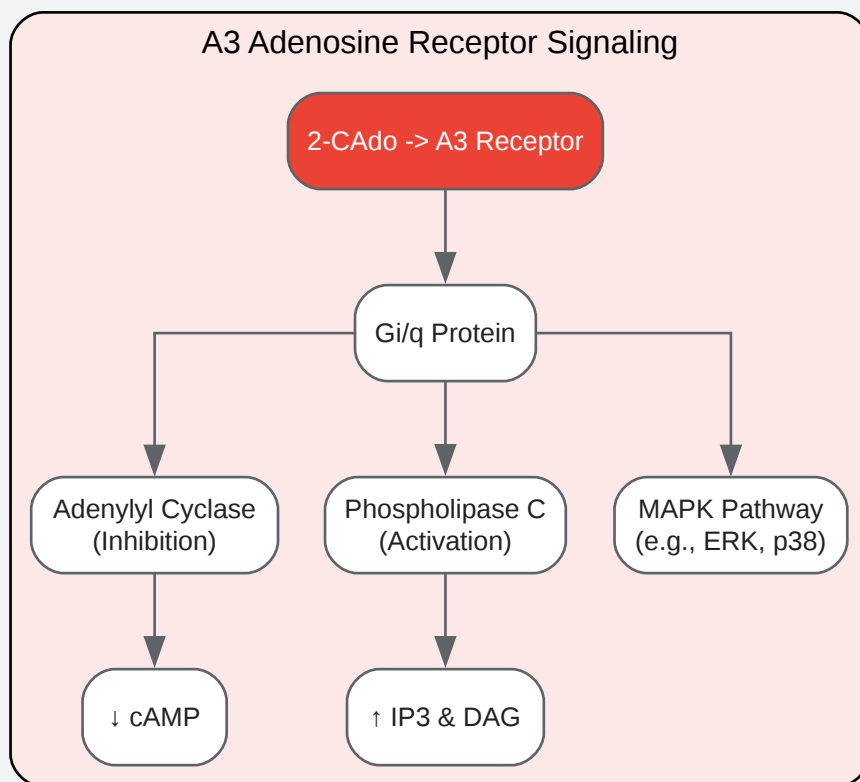 A3 Adenosine Receptor Signaling
2-CAdo -> A3 Receptor
Gi/q Protein
Adenylyl Cyclase
(Inhibition)
Phospholipase C
(Activation)
MAPK Pathway
(e.g., ERK, p38)
↓ cAMP
↑ IP3 & DAG